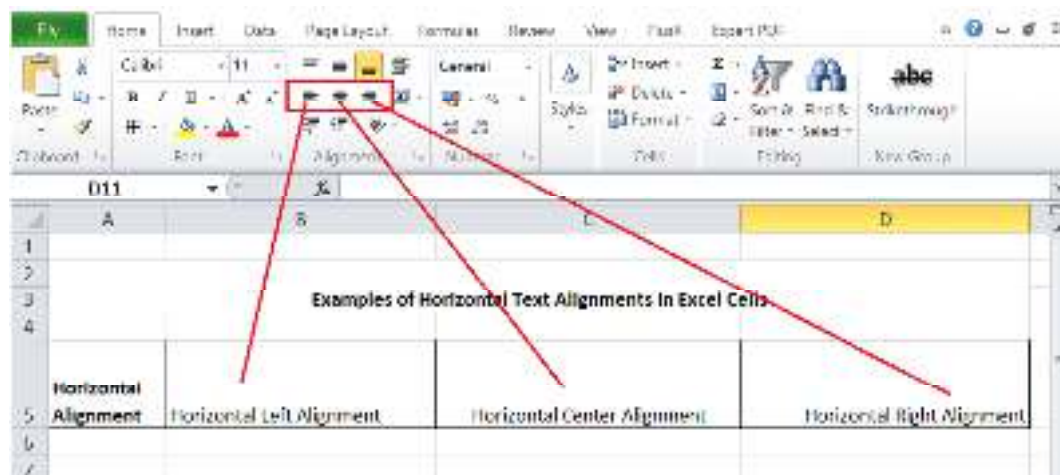 File Home Insert Data Page Layout Formulas Review View Expert PDF
Calibri 11 General Insert abc
Paste B I U % Styles Delete Sort & Find & Strikethrough
Format Filter Select
Clipboard Font Alignment Number Cells Editing New Group
D11 fx
A B C D
1
2
3 Examples of Horizontal Text Alignments In Excel Cells
4
Horizontal
5 Alignment Horizontal Left Alignment Horizontal Center Alignment Horizontal Right Alignment
6
7